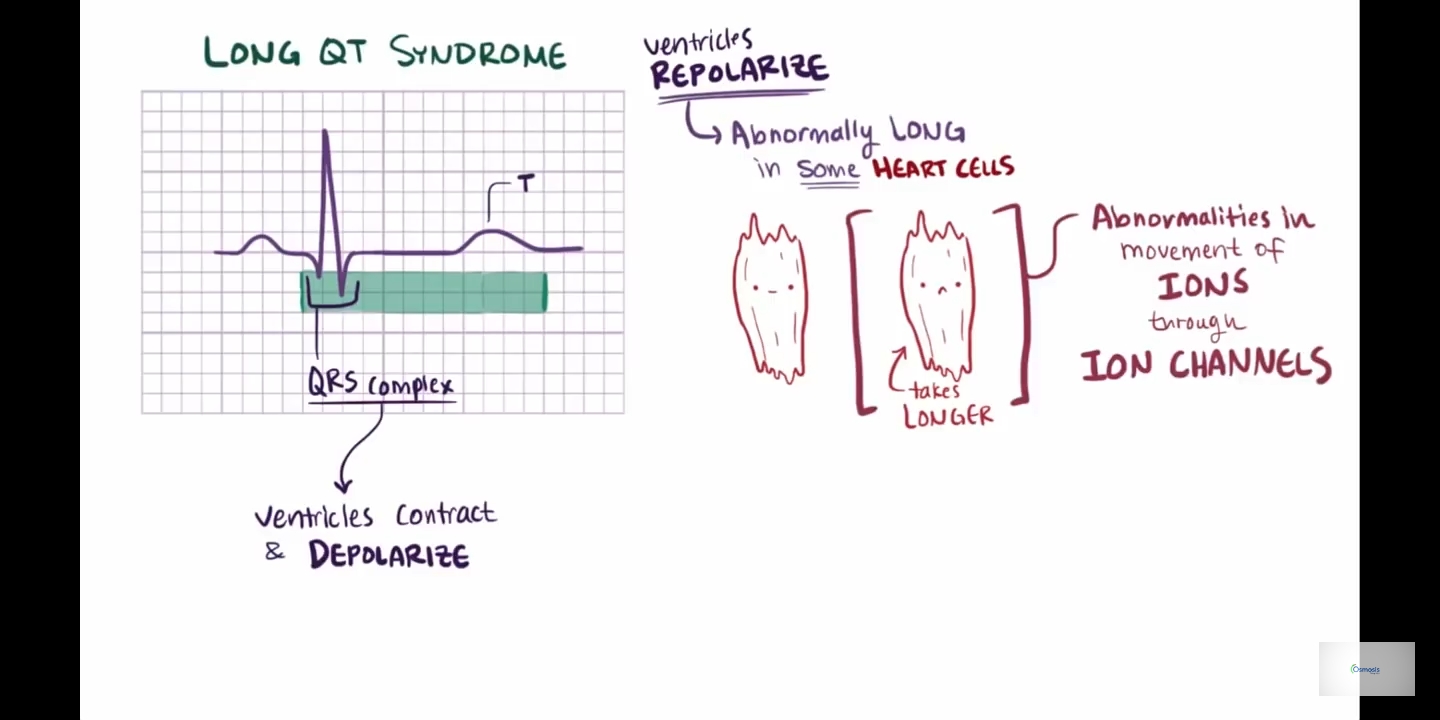 LONG QT SYNDROME
T
QRS complex
ventricles contract
& DEPOLARIZE
ventricles
REPOLARIZE
Abnormally LONG
in some HEART CELLS
takes
LONGER
Abnormalities in
movement of
IONS
through
ION CHANNELS
Osmosis